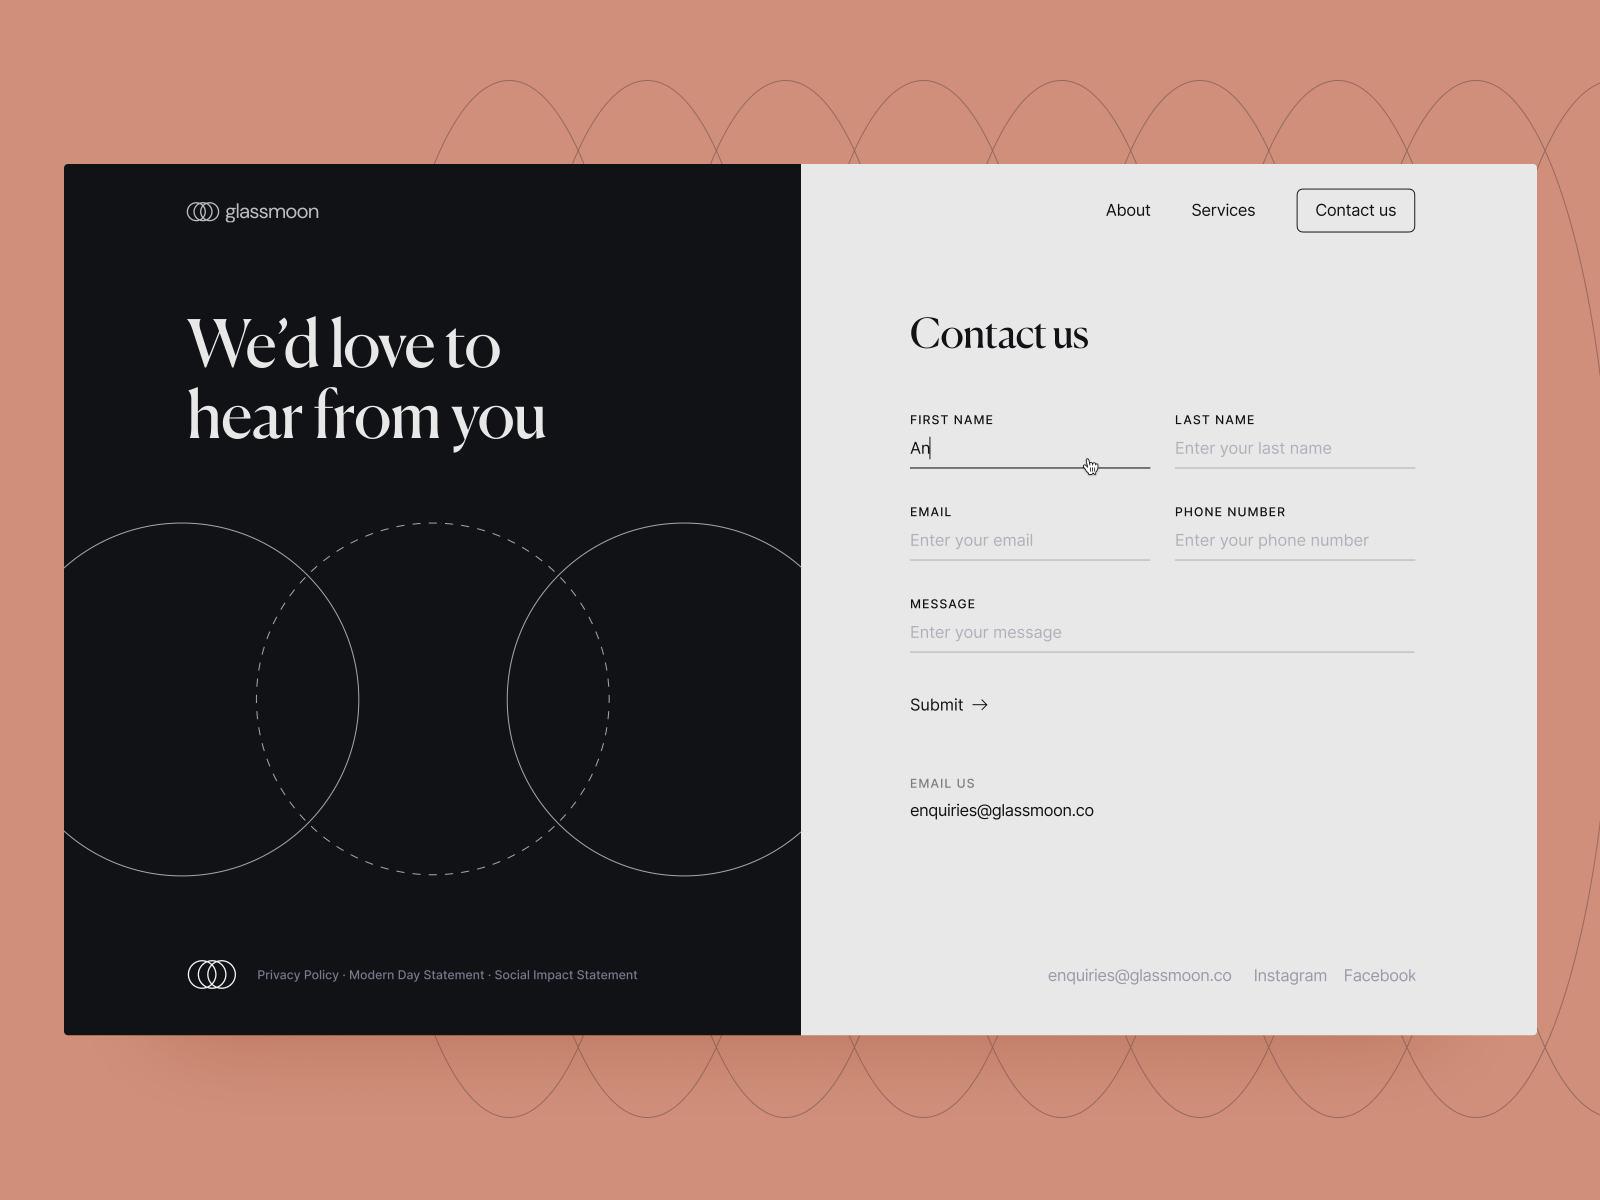 glassmoon
About
Services
Contact us
We’d love to
hear from you
Contact us
FIRST NAME
An
LAST NAME
Enter your last name
EMAIL
Enter your email
PHONE NUMBER
Enter your phone number
MESSAGE
Enter your message
Submit →
EMAIL US
enquiries@glassmoon.co
Privacy Policy · Modern Day Statement · Social Impact Statement
enquiries@glassmoon.co
Instagram
Facebook